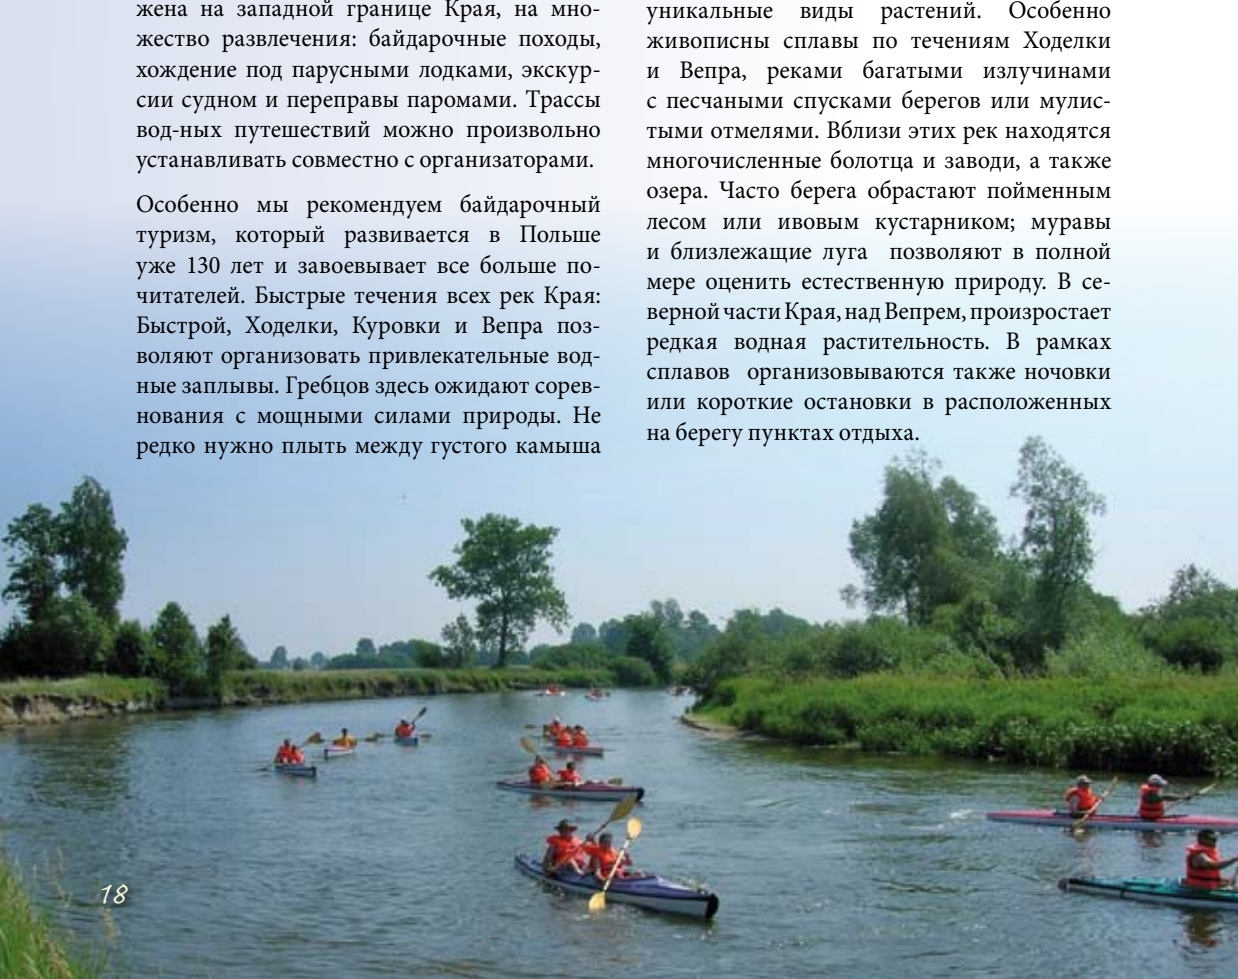 жена на западной границе Края, на мно-
жество развлечения: байдарочные походы,
хождение под парусными лодками, экскур-
сии судном и переправы паромами. Трассы
вод-ных путешествий можно произвольно
устанавливать совместно с организаторами.
Особенно мы рекомендуем байдарочный
туризм, который развивается в Польше
уже 130 лет и завоевывает все больше по-
читателей. Быстрые течения всех рек Края:
Быстрой, Ходелки, Куровки и Вепра поз-
воляют организовать привлекательные вод-
ные заплывы. Гребцов здесь ожидают сорев-
нования с мощными силами природы. Не
редко нужно плыть между густого камыша
уникальные виды растений. Особенно
живописны сплавы по течениям Ходелки
и Вепра, реками багатыми излучинами
с песчаными спусками берегов или мулис-
тыми отмелями. Вблизи этих рек находятся
многочисленные болотца и заводи, а также
озера. Часто берега обрастают пойменным
лесом или ивовым кустарником; муравы
и близлежащие луга позволяют в полной
мере оценить естественную природу. В се-
верной части Края, над Вепрем, произростает
редкая водная растительность. В рамках
сплавов организовываются также ночовки
или короткие остановки в расположенных
на берегу пунктах отдыха.
18